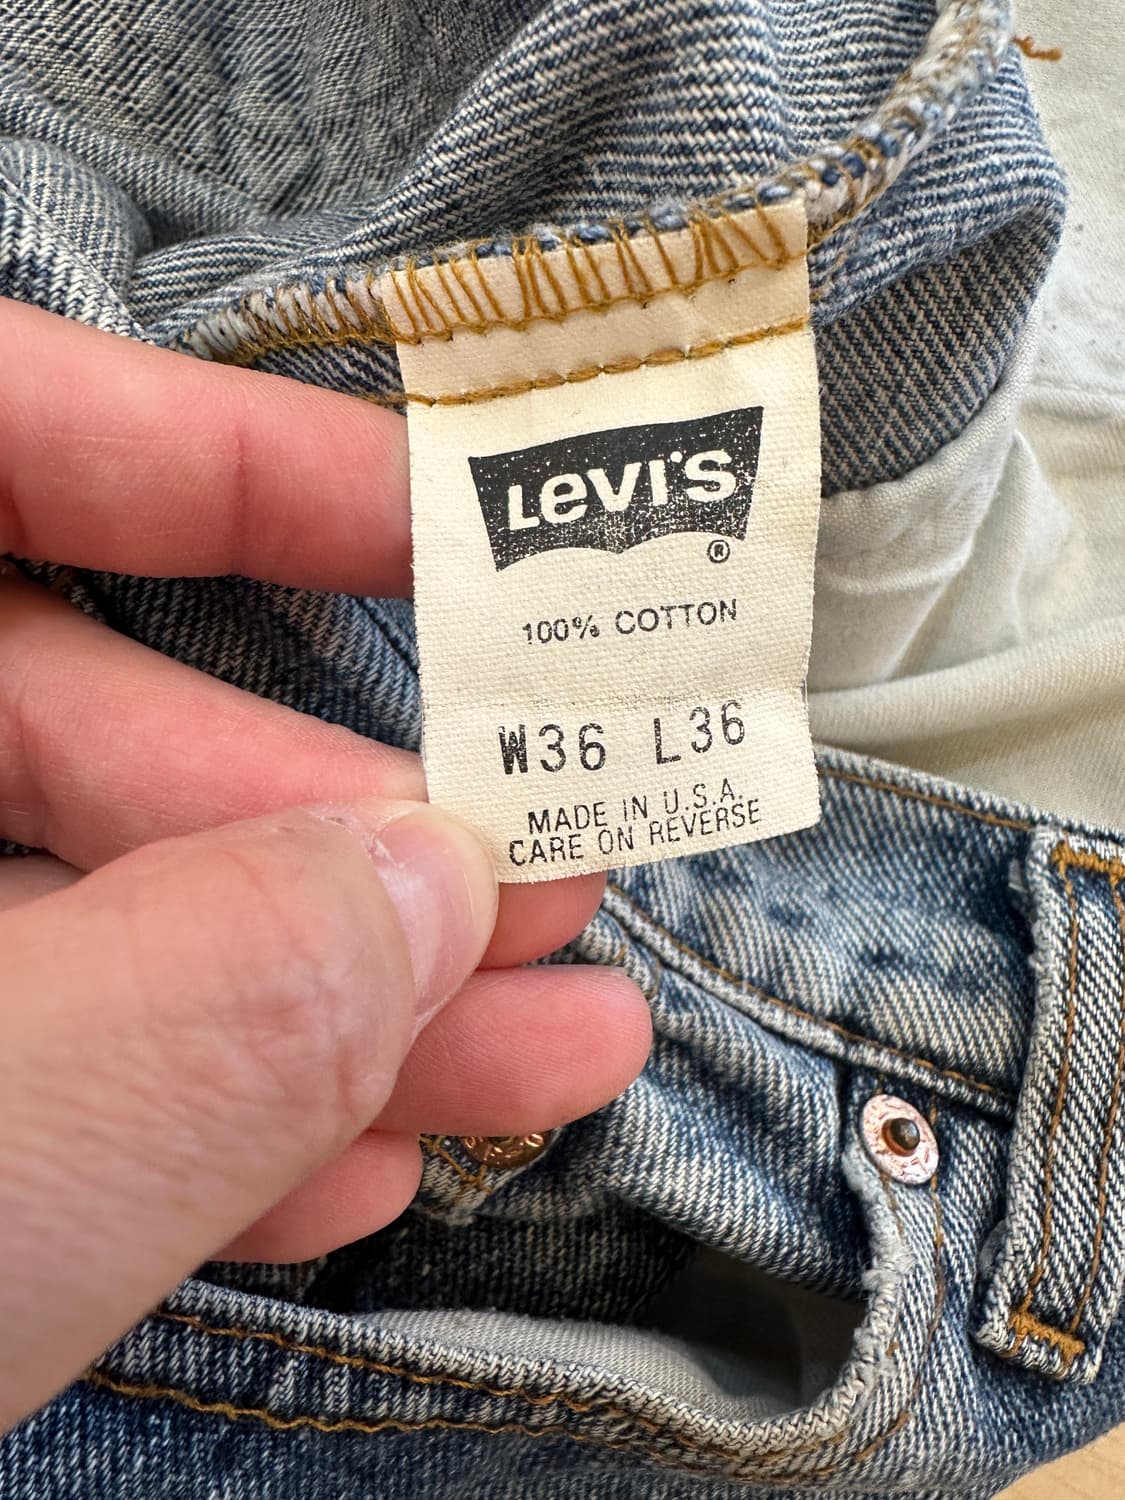 Levi's
®
100% COTTON
W36 L36
MADE IN U.S.A.
CARE ON REVERSE